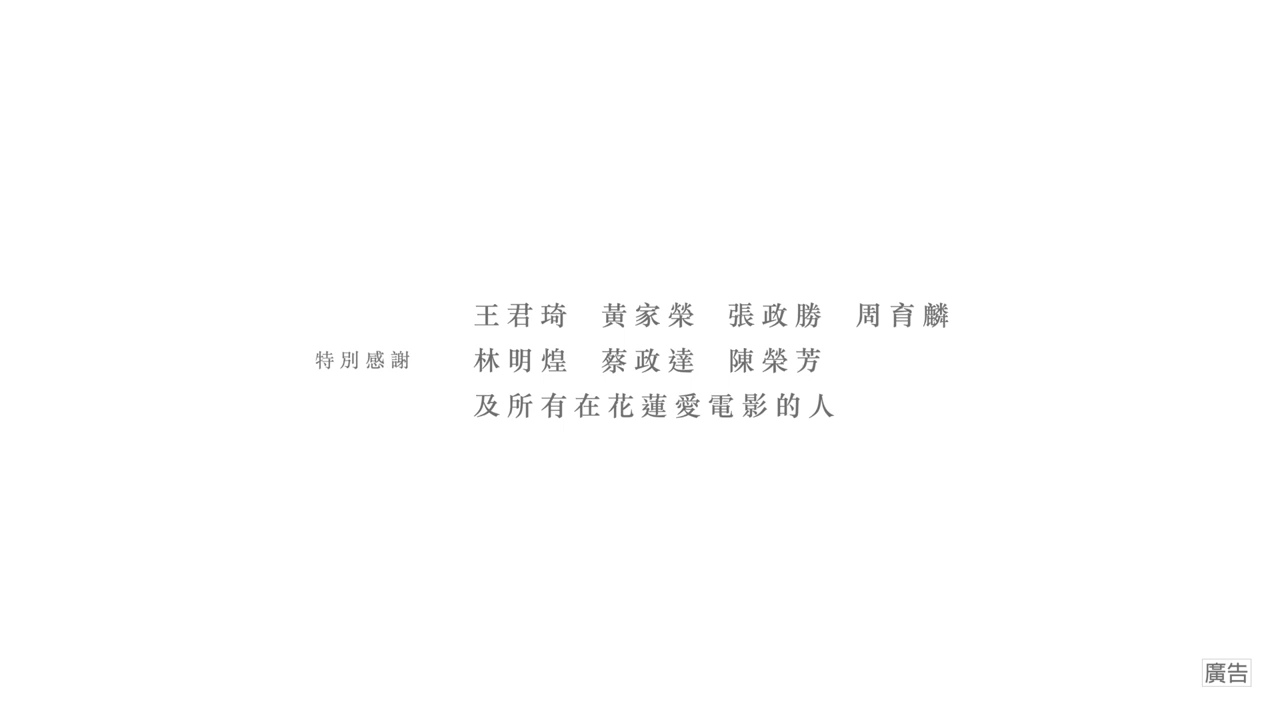 王君琦　黃家榮　張政勝　周育麟
特別感謝　林明煌　蔡政達　陳榮芳
及所有在花蓮愛電影的人
廣告